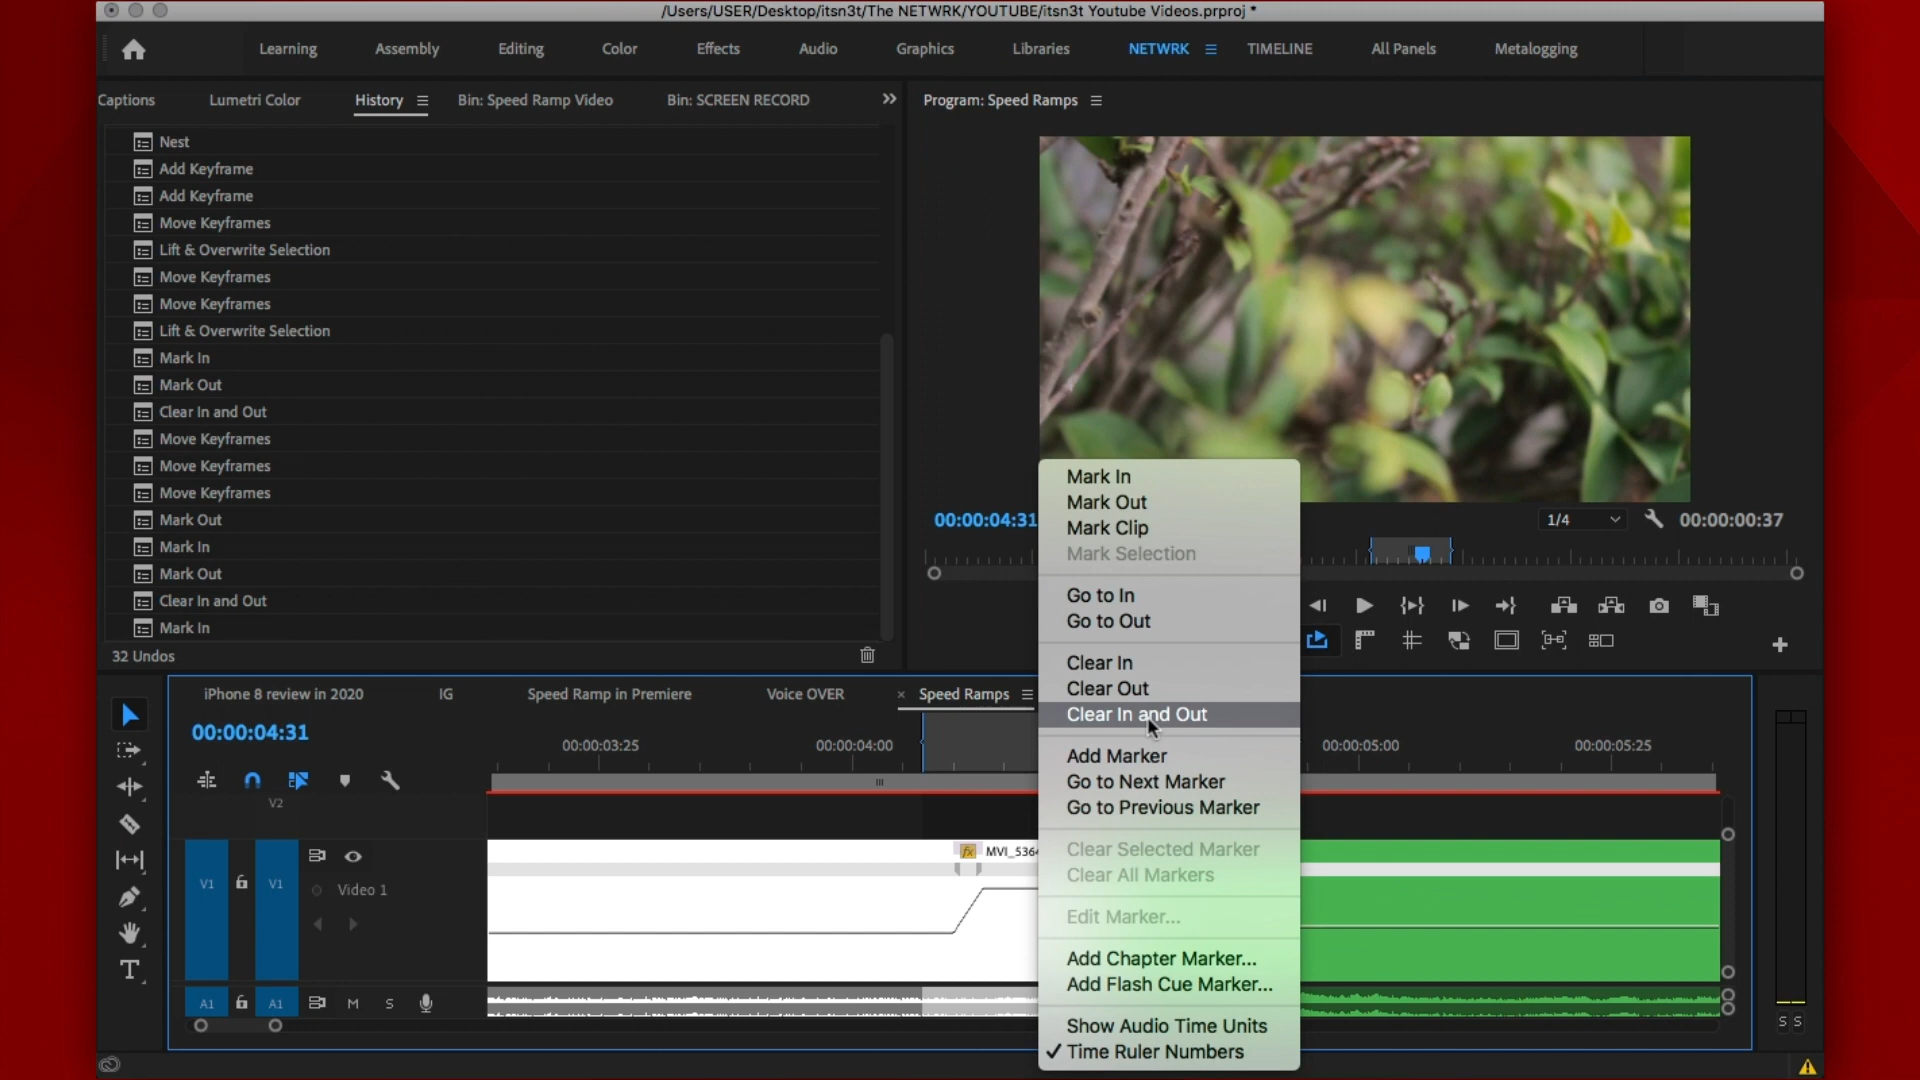 /Users/USER/Desktop/itsn3t/The NETWRK/YOUTUBE/itsn3t Youtube Videos.prproj *
Learning Assembly Editing Color Effects Audio Graphics Libraries NETWRK TIMELINE All Panels Metalogging
Captions Lumetri Color History Bin: Speed Ramp Video Bin: SCREEN RECORD
Program: Speed Ramps
Nest
Add Keyframe
Add Keyframe
Move Keyframes
Lift & Overwrite Selection
Move Keyframes
Move Keyframes
Lift & Overwrite Selection
Mark In
Mark Out
Clear In and Out
Move Keyframes
Move Keyframes
Move Keyframes
Mark Out
Mark In
Mark Out
Clear In and Out
Mark In
32 Undos
00:00:04:31
1/4
00:00:00:37
Mark In
Mark Out
Mark Clip
Mark Selection
Go to In
Go to Out
Clear In
Clear Out
Clear In and Out
Add Marker
Go to Next Marker
Go to Previous Marker
Clear Selected Marker
Clear All Markers
Edit Marker...
Add Chapter Marker...
Add Flash Cue Marker...
Show Audio Time Units
✓ Time Ruler Numbers
iPhone 8 review in 2020 IG Speed Ramp in Premiere Voice OVER × Speed Ramps
00:00:04:31
00:00:03:25 00:00:04:00 00:00:05:00 00:00:05:25
V2
fx MVI_536
V1 V1 Video 1
A1 A1 M S
S S
T